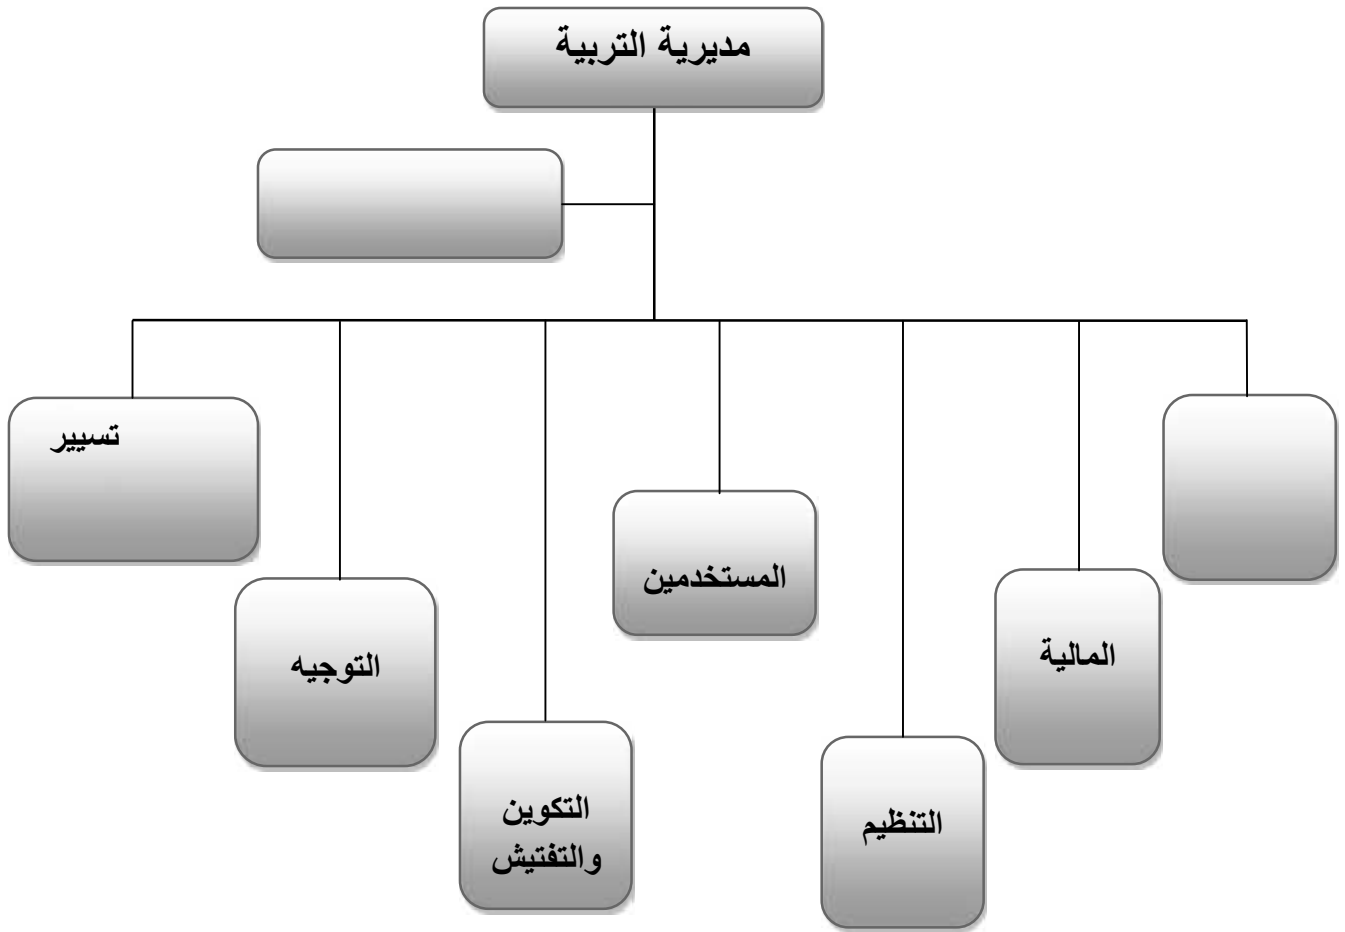 مديرية التربية
تسيير
المستخدمين
المالية
التوجيه
التكوين
والتفتيش
التنظيم